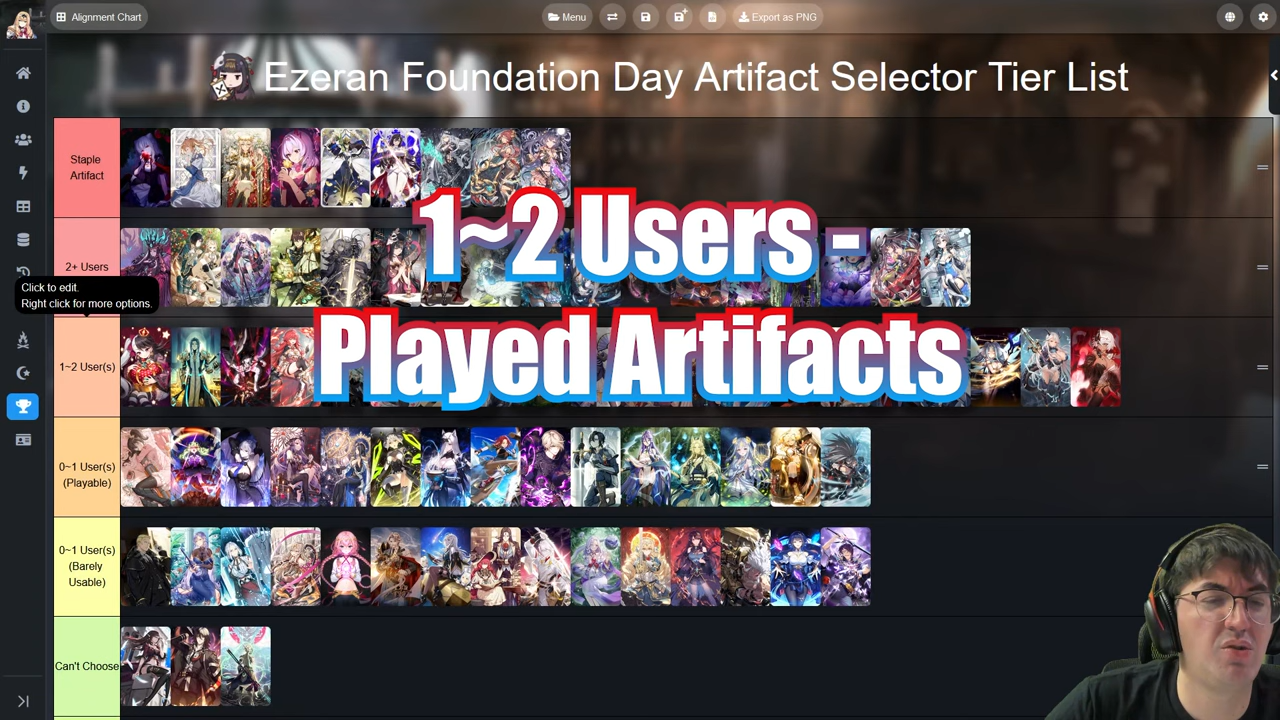 Alignment Chart
Menu
Export as PNG
Ezeran Foundation Day Artifact Selector Tier List
Staple
Artifact
1~2 Users -
2+ Users
Click to edit.
Right click for more options.
Played Artifacts
1~2 User(s)
0~1 User(s)
(Playable)
0~1 User(s)
(Barely
Usable)
Can't Choose